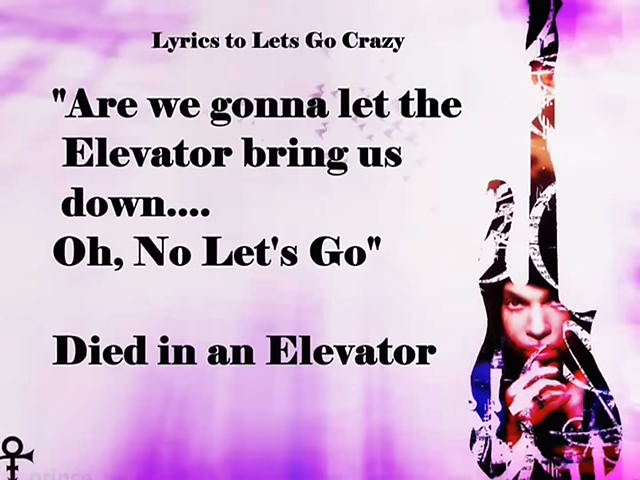 Lyrics to Lets Go Crazy
"Are we gonna let the
Elevator bring us
down....
Oh, No Let's Go"
Died in an Elevator
prince